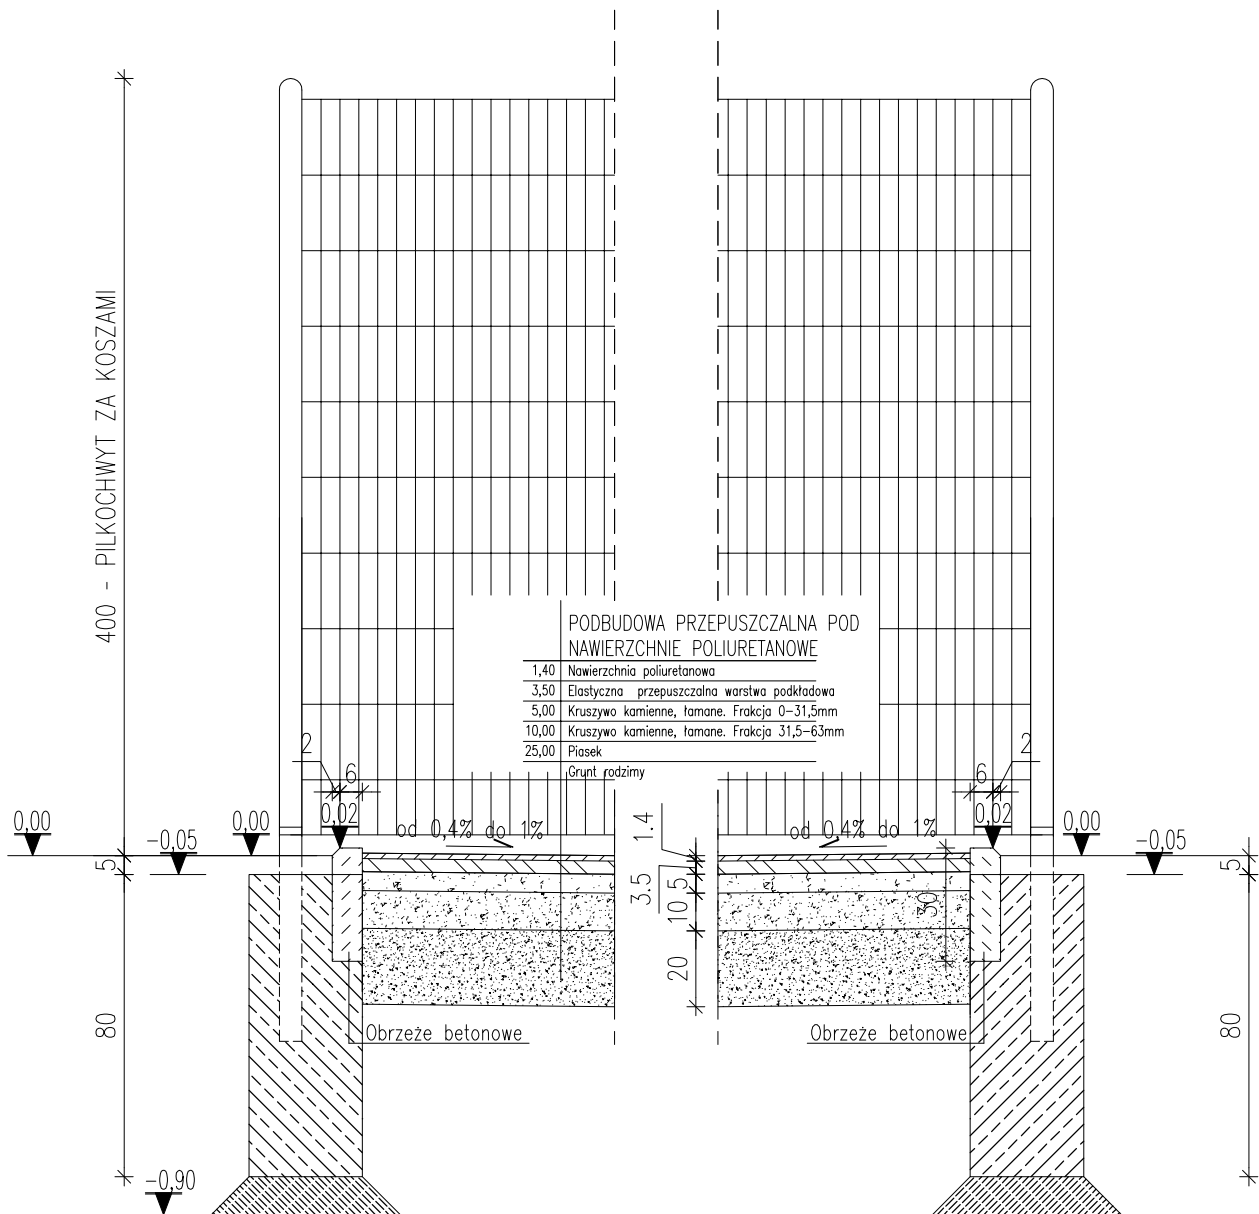 400 - PILKOCHWYT ZA KOSZAMI
PODBUDOWA PRZEPUSZCZALNA POD
NAWIERZCHNIE POLIURETANOWE
1,40 Nawierzchnia poliuretanowa
3,50 Elastyczna przepuszczalna warstwa podkładowa
5,00 Kruszywo kamienne, łamane. Frakcja 0-31,5mm
10,00 Kruszywo kamienne, łamane. Frakcja 31,5-63mm
25,00 Piasek
Grunt rodzimy
2
6
6
2
0,00
-0,05
0,00
0,02
od 0,4% do 1%
1.4
od 0,4% do 1%
0,02
0,00
-0,05
5
3.5
5
10
20
30
5
Obrzeże betonowe
Obrzeże betonowe
80
80
-0,90